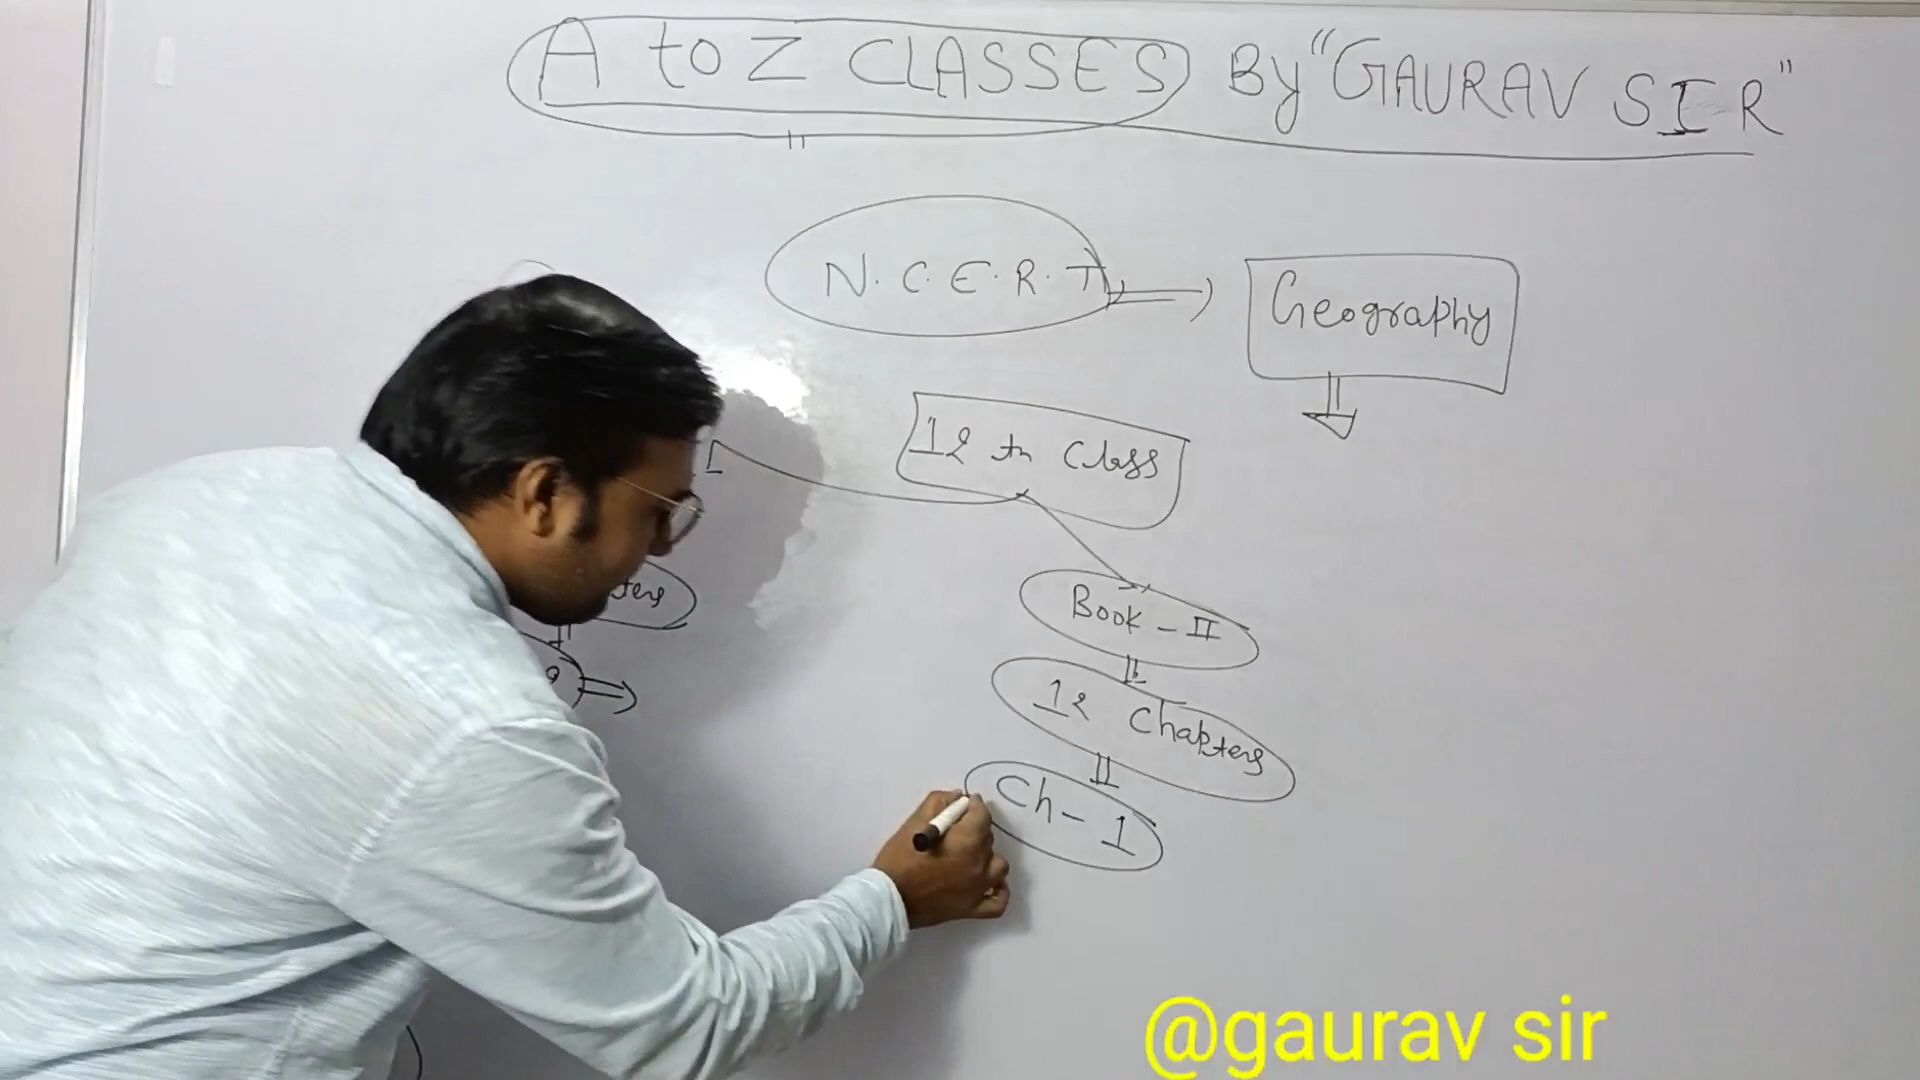 A to Z CLASSES By "GAURAV SIR"
N.C.E.R.T
Geography
12 th Class
I
Book - II
12 Chapters
Ch - 1
@gaurav sir